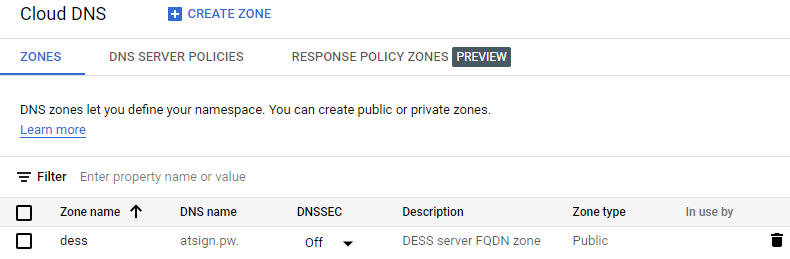 Cloud DNS CREATE ZONE
ZONES DNS SERVER POLICIES RESPONSE POLICY ZONES PREVIEW
DNS zones let you define your namespace. You can create public or private zones.
Learn more
Filter Enter property name or value
Zone name DNS name DNSSEC Description Zone type In use by
dess atsign.pw. Off DESS server FQDN zone Public